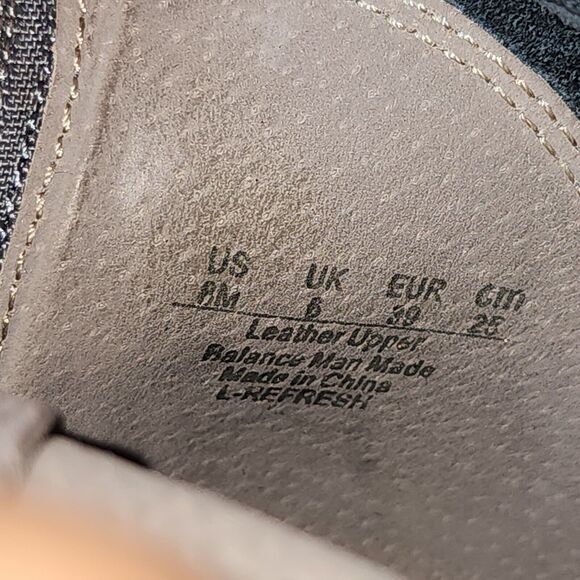 US UK EUR cm
8M 6 39 25
Leather Upper
Balance Man Made
Made in China
L-REFRESH